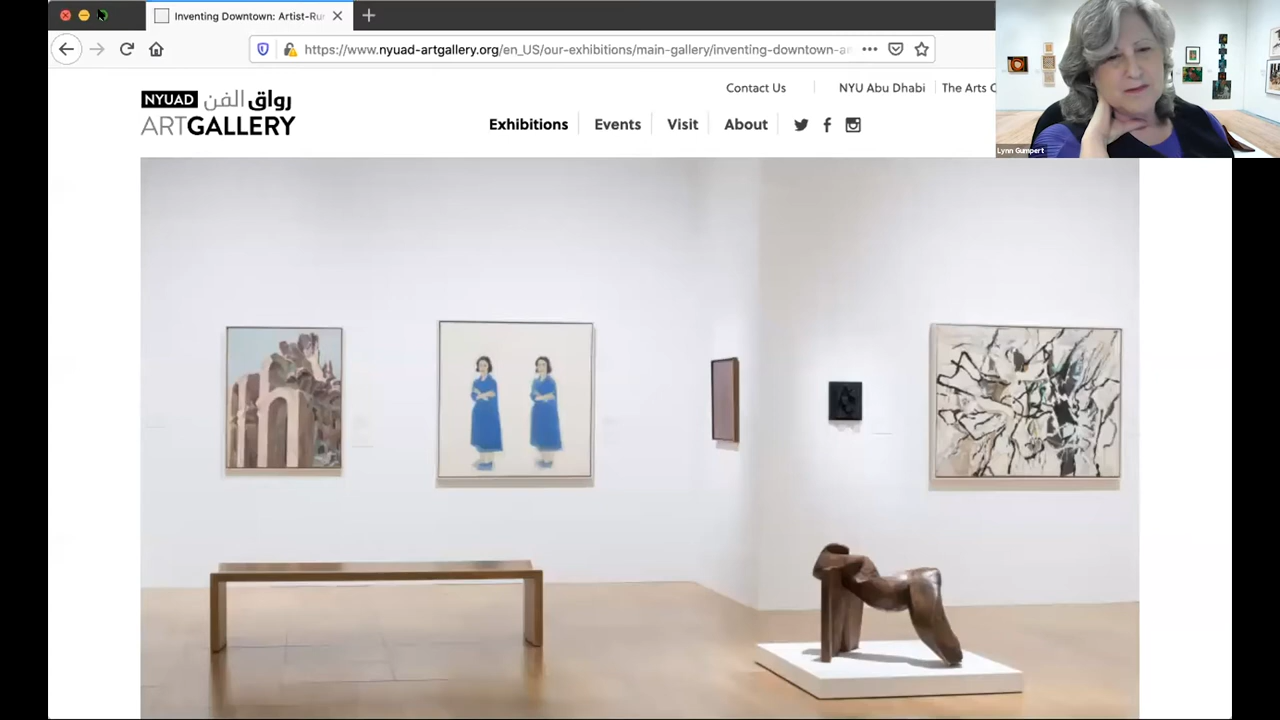 Inventing Downtown: Artist-Ru
https://www.nyuad-artgallery.org/en_US/our-exhibitions/main-gallery/inventing-downtown-a
Contact Us
NYU Abu Dhabi
The Arts C
NYUAD رواق الفن
ARTGALLERY
Exhibitions
Events
Visit
About
Lynn Gumpert